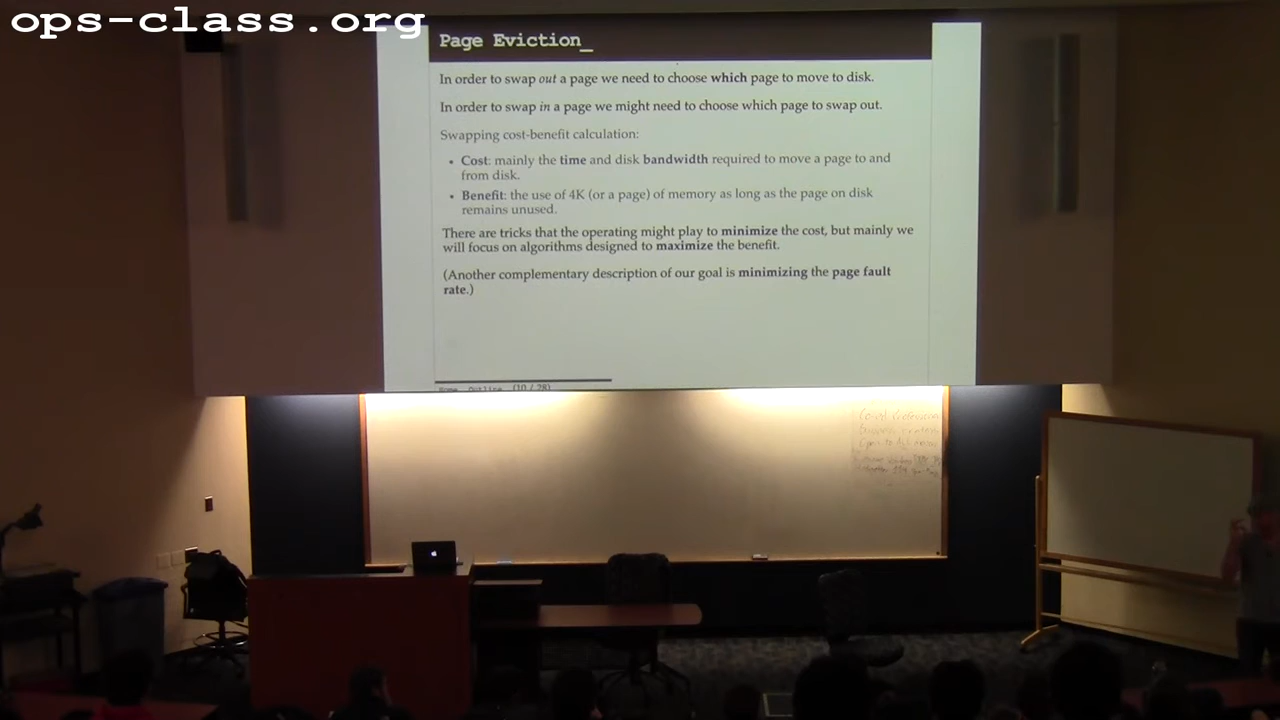 ops-class.org
Page Eviction_
In order to swap out a page we need to choose which page to move to disk.
In order to swap in a page we might need to choose which page to swap out.
Swapping cost-benefit calculation:
• Cost: mainly the time and disk bandwidth required to move a page to and
from disk.
• Benefit: the use of 4K (or a page) of memory as long as the page on disk
remains unused.
There are tricks that the operating might play to minimize the cost, but mainly we
will focus on algorithms designed to maximize the benefit.
(Another complementary description of our goal is minimizing the page fault
rate.)
Home Outline (10 / 28)